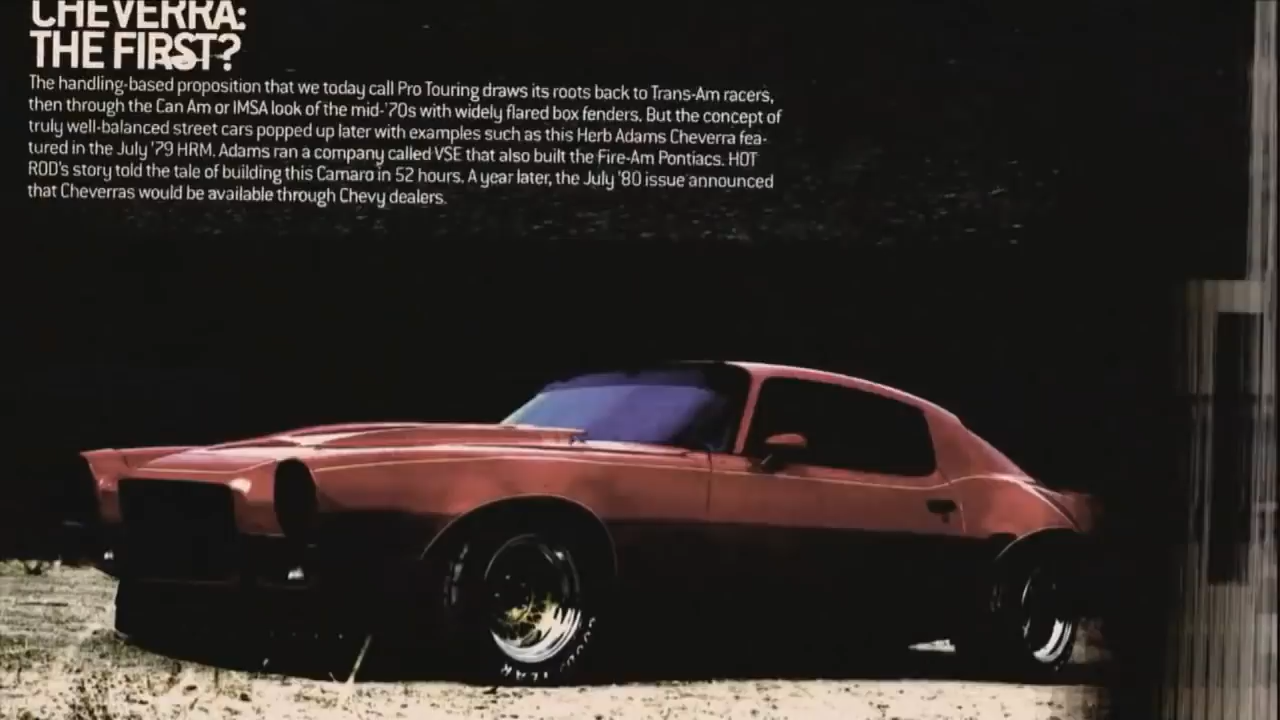 CHEVERRA:
THE FIRST?
The handling-based proposition that we today call Pro Touring draws its roots back to Trans-Am racers,
then through the Can Am or IMSA look of the mid-'70s with widely flared box fenders. But the concept of
truly well-balanced street cars popped up later with examples such as this Herb Adams Cheverra fea-
tured in the July '79 HRM. Adams ran a company called VSE that also built the Fire-Am Pontiacs. HOT
ROD's story told the tale of building this Camaro in 52 hours. A year later, the July '80 issue announced
that Cheverras would be available through Chevy dealers.